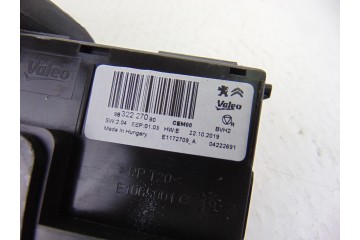 Valeo
Valeo
98 322 270 80
CEM00
BVH2
SW:2.04 EEP:01.03 HW:E 22.10.2019
Made in Hungary E1172709_A 04222691